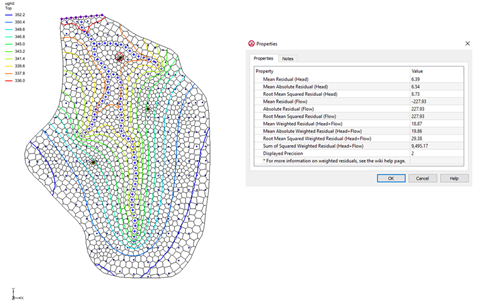 ughd
Top
352.2
350.4
348.6
346.8
345.0
343.2
341.4
339.6
337.8
336.0
Properties
Properties Notes
Property Value
Mean Residual (Head) 6.39
Mean Absolute Residual (Head) 6.54
Root Mean Squared Residual (Head) 8.73
Mean Residual (Flow) -227.93
Absolute Residual (Flow) 227.93
Root Mean Squared Residual (Flow) 227.93
Mean Weighted Residual (Head+Flow) 18.87
Mean Absolute Weighted Residual (Head+Flow) 19.86
Root Mean Squared Weighted Residual (Head+Flow) 29.38
Sum of Squared Weighted Residual (Head+Flow) 9,495.17
Displayed Precision 2
* For more information on weighted residuals, see the wiki help page.
OK Cancel Help